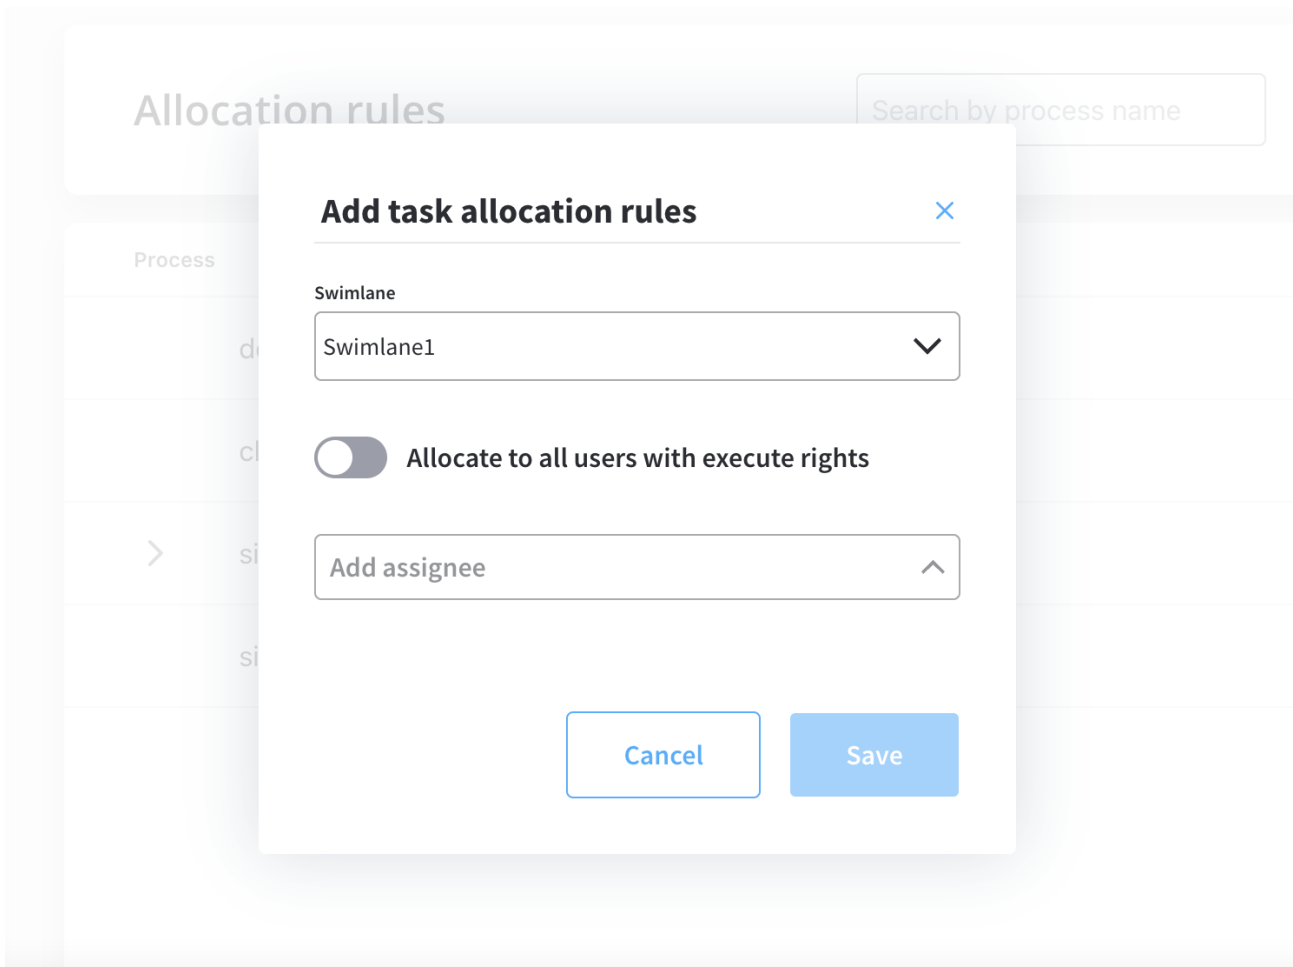 Allocation rules
Search by process name
Add task allocation rules
Process
Swimlane
Swimlane1
Allocate to all users with execute rights
Add assignee
Cancel
Save